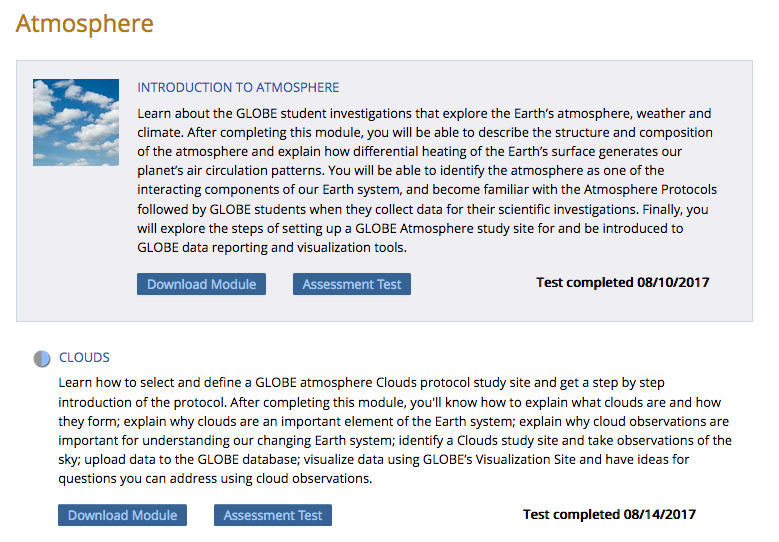 Atmosphere
INTRODUCTION TO ATMOSPHERE
Learn about the GLOBE student investigations that explore the Earth's atmosphere, weather and
climate. After completing this module, you will be able to describe the structure and composition
of the atmosphere and explain how differential heating of the Earth's surface generates our
planet's air circulation patterns. You will be able to identify the atmosphere as one of the
interacting components of our Earth system, and become familiar with the Atmosphere Protocols
followed by GLOBE students when they collect data for their scientific investigations. Finally, you
will explore the steps of setting up a GLOBE Atmosphere study site for and be introduced to
GLOBE data reporting and visualization tools.
Download Module Assessment Test Test completed 08/10/2017
CLOUDS
Learn how to select and define a GLOBE atmosphere Clouds protocol study site and get a step by step
introduction of the protocol. After completing this module, you'll know how to explain what clouds are and how
they form; explain why clouds are an important element of the Earth system; explain why cloud observations are
important for understanding our changing Earth system; identify a Clouds study site and take observations of the
sky; upload data to the GLOBE database; visualize data using GLOBE's Visualization Site and have ideas for
questions you can address using cloud observations.
Download Module Assessment Test Test completed 08/14/2017